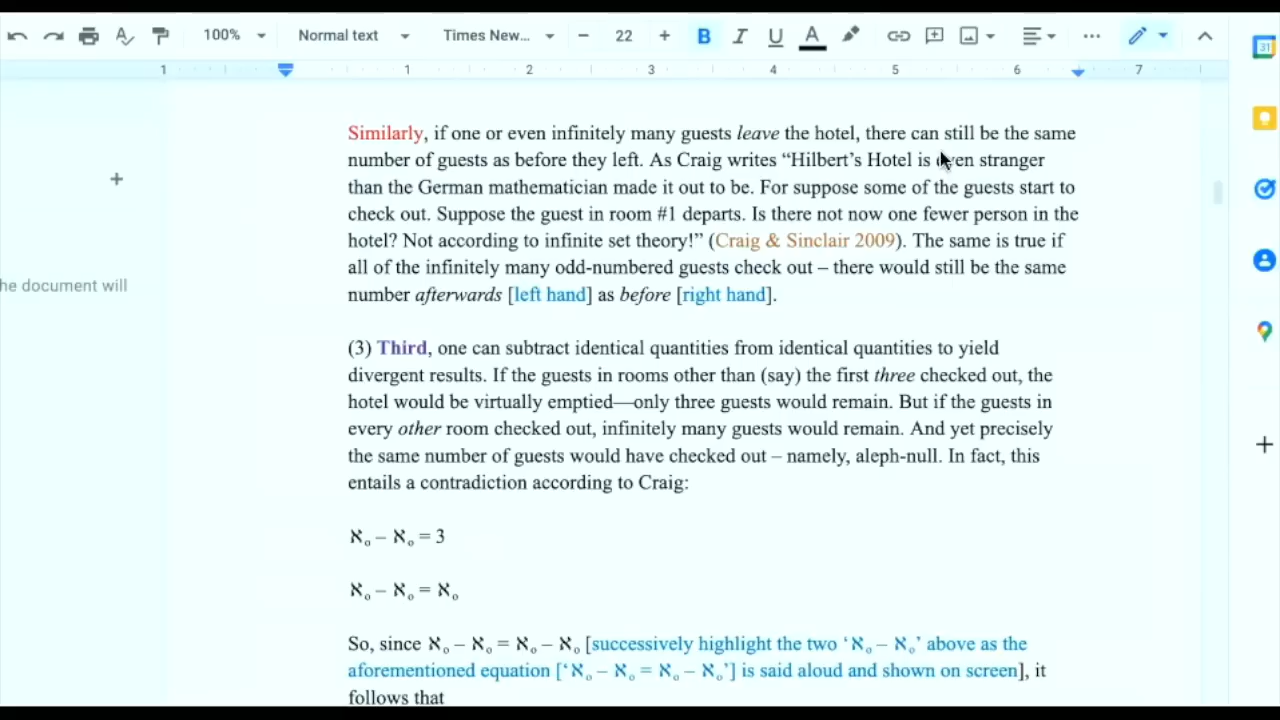 100% Normal text Times New... − 22 + B I U A
1 1 2 3 4 5 6 7
31
Similarly, if one or even infinitely many guests leave the hotel, there can still be the same
number of guests as before they left. As Craig writes “Hilbert’s Hotel is even stranger
than the German mathematician made it out to be. For suppose some of the guests start to
check out. Suppose the guest in room #1 departs. Is there not now one fewer person in the
hotel? Not according to infinite set theory!” (Craig & Sinclair 2009). The same is true if
all of the infinitely many odd-numbered guests check out – there would still be the same
he document will
number afterwards [left hand] as before [right hand].
(3) Third, one can subtract identical quantities from identical quantities to yield
divergent results. If the guests in rooms other than (say) the first three checked out, the
hotel would be virtually emptied—only three guests would remain. But if the guests in
every other room checked out, infinitely many guests would remain. And yet precisely
the same number of guests would have checked out – namely, aleph-null. In fact, this
entails a contradiction according to Craig:
ℵ₀ – ℵ₀ = 3
ℵ₀ – ℵ₀ = ℵ₀
So, since ℵ₀ – ℵ₀ = ℵ₀ – ℵ₀ [successively highlight the two ‘ℵ₀ – ℵ₀’ above as the
aforementioned equation [‘ℵ₀ – ℵ₀ = ℵ₀ – ℵ₀’] is said aloud and shown on screen], it
follows that